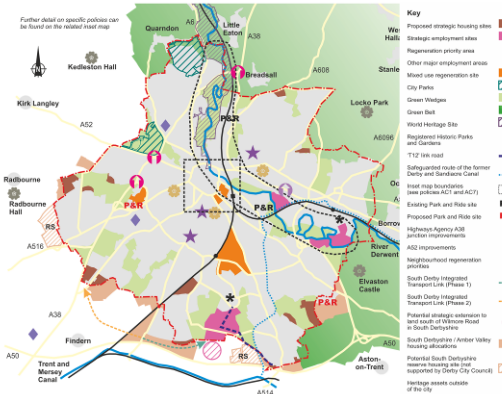 Further detail on specific policies can
be found on the related inset map
Quarndon
A6
Little
Eaton
A38
Kedleston Hall
Breadsall
A608
Kirk Langley
Locko Park
A52
P&R
A6096
Radbourne
Radbourne
Hall
P&R
P&R
RS
A516
River
Derwent
Elvaston
Castle
P&R
A38
Findern
A50
RS
Trent and
Mersey
Canal
A514
Aston-
on-Trent
A50
Key
Proposed strategic housing sites
Strategic employment sites
Regeneration priority area
Other major employment areas
Mixed use regeneration site
City Parks
Green Wedges
Green Belt
World Heritage Site
Registered Historic Parks
and Gardens
'T12' link road
Safeguarded route of the former
Derby and Sandiacre Canal
Inset map boundaries
(see policies AC1 and AC7)
Existing Park and Ride site
Proposed Park and Ride site
Highways Agency A38
junction improvements
A52 improvements
Neighbourhood regeneration
priorities
South Derby Integrated
Transport Link (Phase 1)
South Derby Integrated
Transport Link (Phase 2)
Potential strategic extension to
land south of Wilmore Road
in South Derbyshire
South Derbyshire / Amber Valley
housing allocations
Potential South Derbyshire
reserve housing site (not
supported by Derby City Council)
Heritage assets outside
of the city